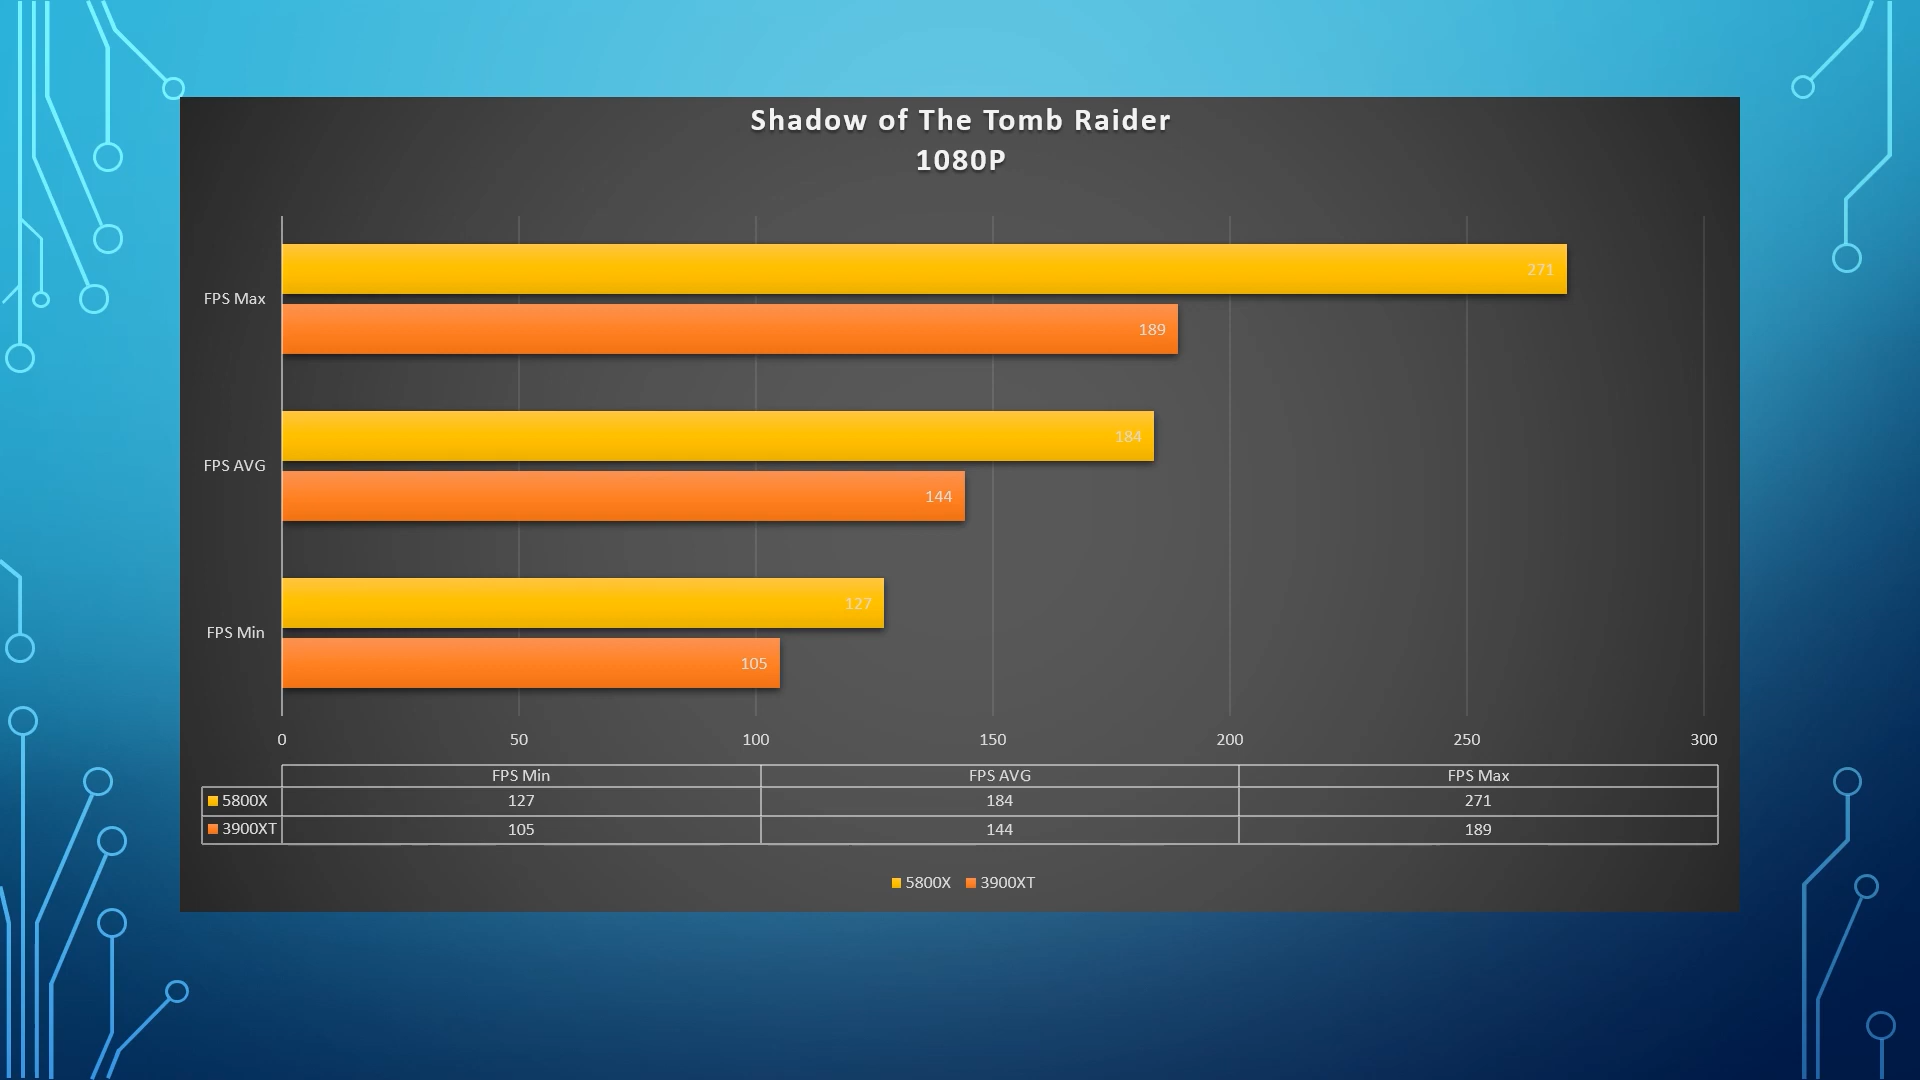 Shadow of The Tomb Raider
1080P
271
FPS Max
189
184
FPS AVG
144
127
FPS Min
105
0 50 100 150 200 250 300
FPS Min FPS AVG FPS Max
5800X 127 184 271
3900XT 105 144 189
5800X 3900XT